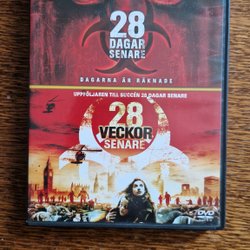 28
DAGAR
SENARE
DAGARNA ÄR RÄKNADE
UPPFÖLJAREN TILL SUCCÉN 28 DAGAR SENARE
28
VECKOR
SENARE
DVD